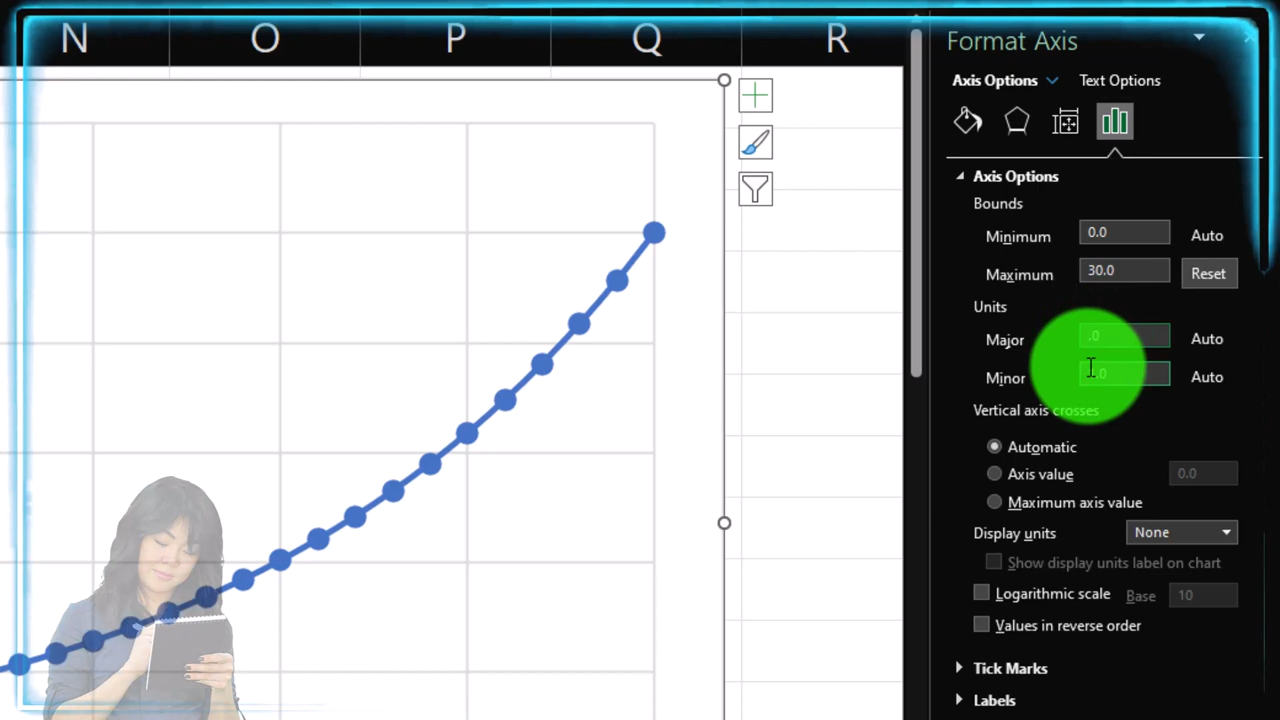 N O P Q R
Format Axis
Axis Options Text Options
Axis Options
Bounds
Minimum 0.0 Auto
Maximum 30.0 Reset
Units
Major .0 Auto
Minor .0 Auto
Vertical axis crosses
Automatic
Axis value 0.0
Maximum axis value
Display units None
Show display units label on chart
Logarithmic scale Base 10
Values in reverse order
Tick Marks
Labels